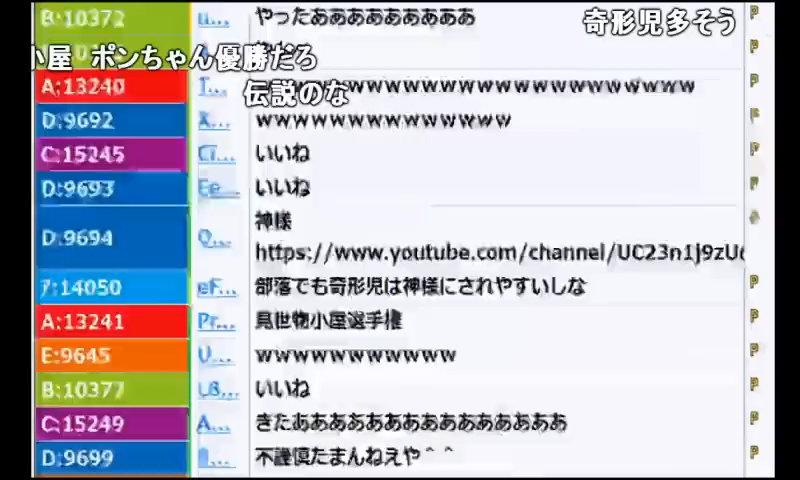 B:10372 やったあああああああああ P
奇形児多そう
小屋 ポンちゃん優勝だろ P
A:13240 T... wwwwwwwwwwwwwwwwwwwwwww P
伝説のな
D:9692 X... wwwwwwwwwwwwww P
C:15245 Ci... いいね P
D:9693 Ee... いいね P
D:9694 Q... 神様
https://www.youtube.com/channel/UC23n1j9zU
7:14050 eF... 部落でも奇形児は神様にされやすいしな P
A:13241 Pr... 見世物小屋選手権 P
E:9645 U... wwwwwwwwwww P
B:10377 いいね P
C:15249 A... きたあああああああああああああああ P
D:9699 不謹慎たまんねえや＾＾ P